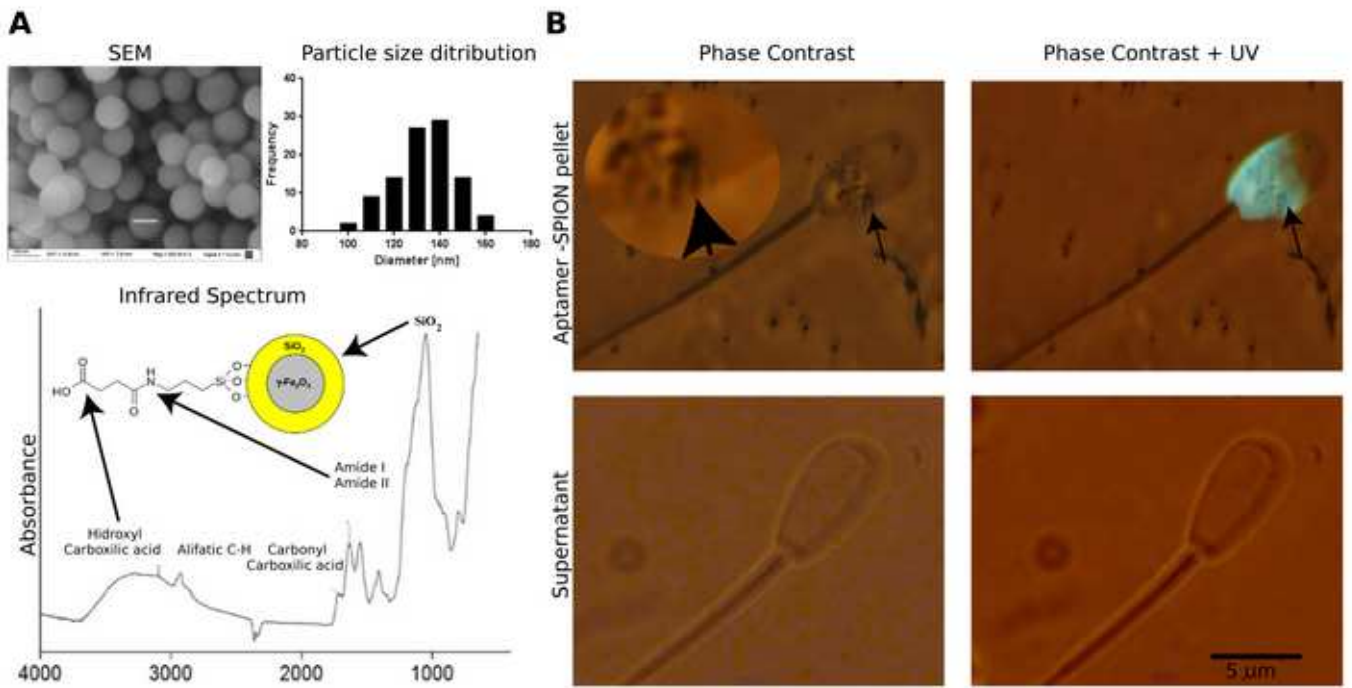 A
SEM
Particle size ditribution
40
30
20
10
0
Frequency
80
100
120
140
160
180
Diameter [nm]
Infrared Spectrum
SiO2
SiO2
γ-Fe2O3
O
HO
H
N
O
Si
O
O
O
Amide I
Amide II
Hidroxyl
Carboxilic acid
Alifatic C-H
Carbonyl
Carboxilic acid
Absorbance
4000
3000
2000
1000
B
Phase Contrast
Phase Contrast + UV
Aptamer -SPION pellet
Supernatant
5 µm